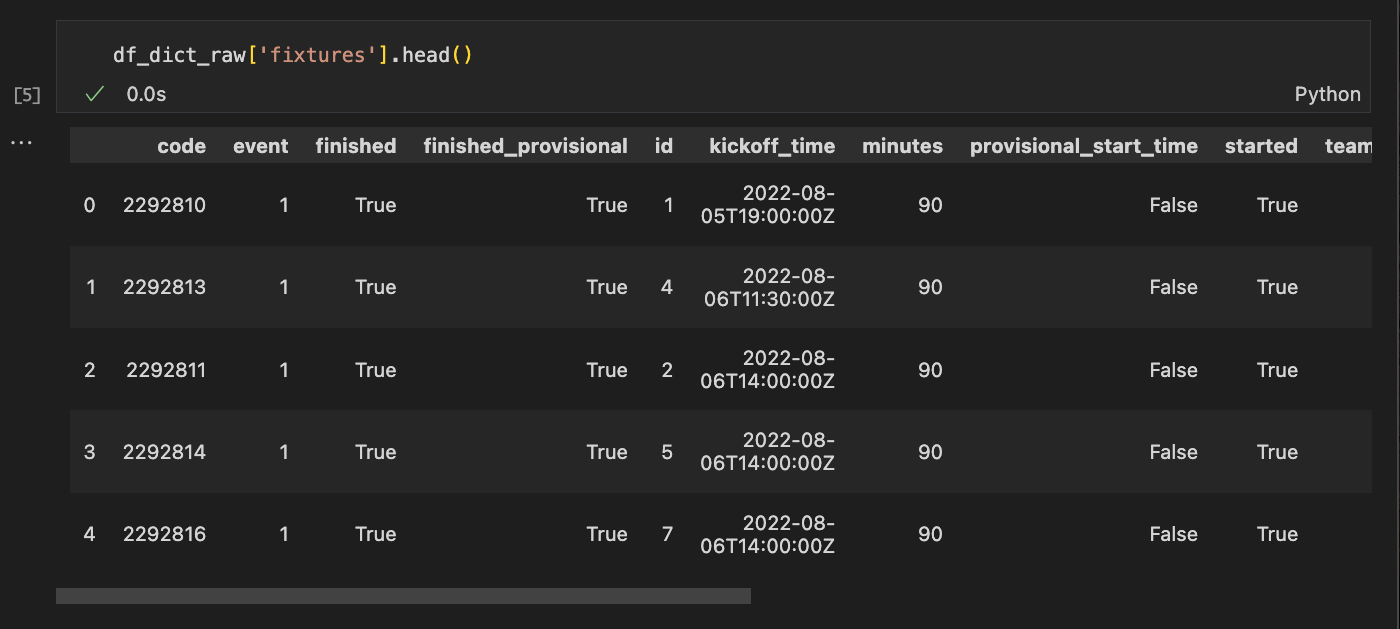 df_dict_raw['fixtures'].head()
[5] 0.0s Python
...
code event finished finished_provisional id kickoff_time minutes provisional_start_time started team
0 2292810 1 True True 1 2022-08-05T19:00:00Z 90 False True
1 2292813 1 True True 4 2022-08-06T11:30:00Z 90 False True
2 2292811 1 True True 2 2022-08-06T14:00:00Z 90 False True
3 2292814 1 True True 5 2022-08-06T14:00:00Z 90 False True
4 2292816 1 True True 7 2022-08-06T14:00:00Z 90 False True